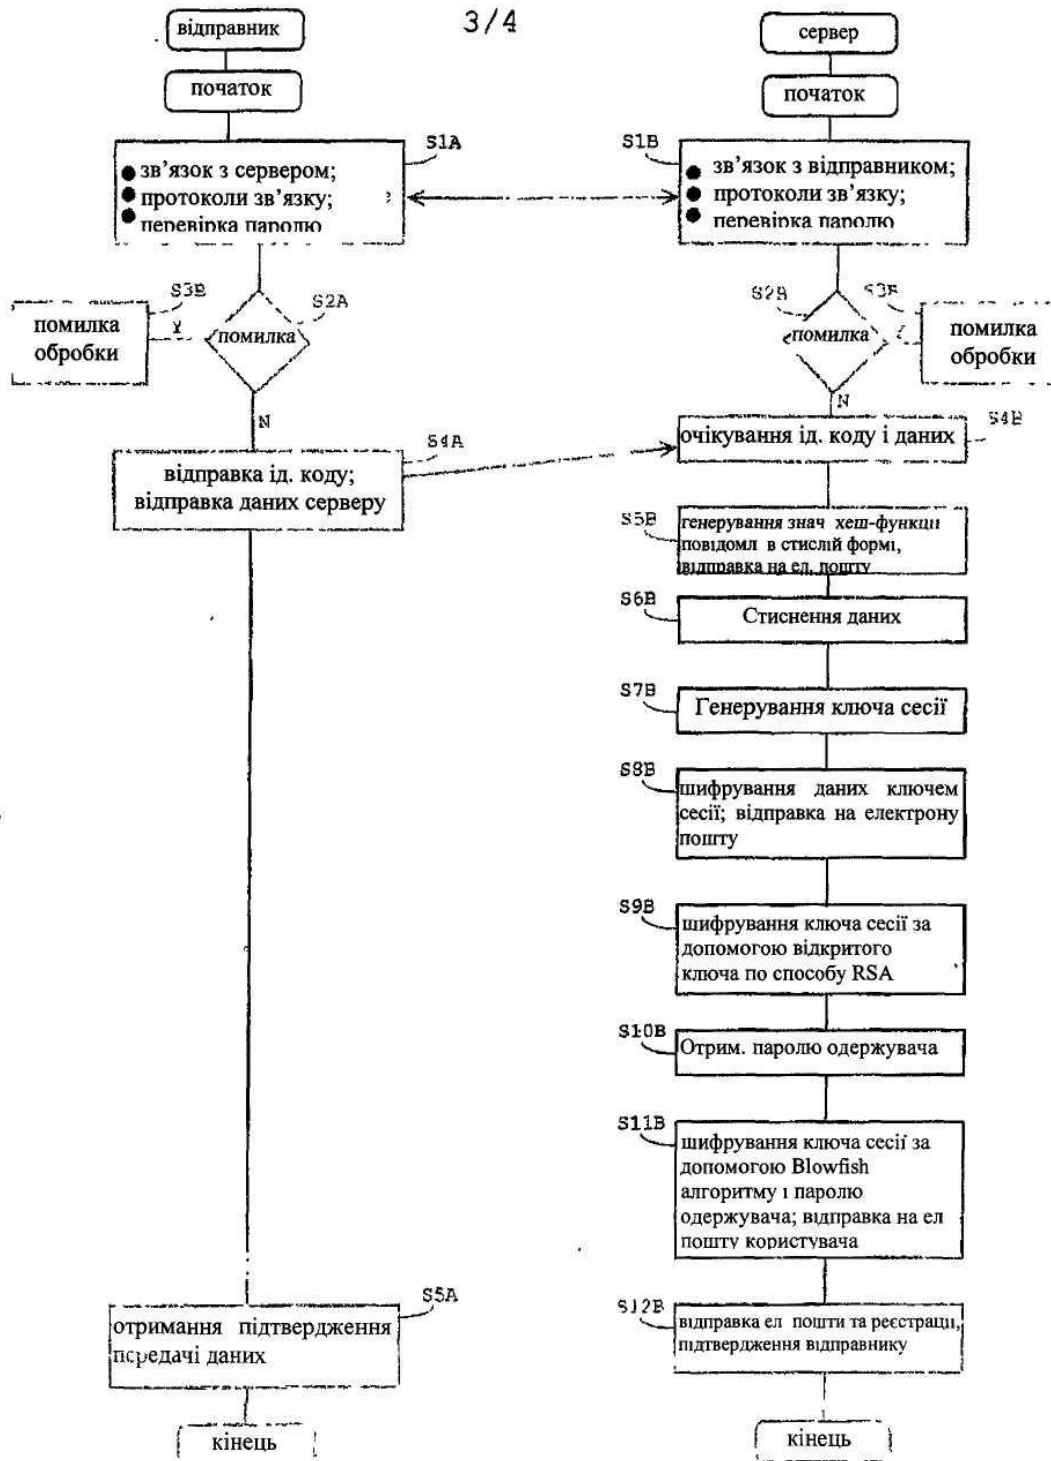 3/4
відправник
початок
S1A
зв’язок з сервером;
протоколи зв’язку;
перевірка паролю
S3B
S2A
помилка
обробки
Y
помилка
N
S4A
відправка ід. коду;
відправка даних серверу
S5A
отримання підтвердження
передачі даних
кінець
сервер
початок
S1B
зв’язок з відправником;
протоколи зв’язку;
перевірка паролю
S3B
помилка
помилка
обробки
N
S4B
очікування ід. коду і даних
S5B
генерування знач хеш-функції
повідомл в стислій формі,
відправка на ел. пошту
S6B
Стиснення даних
S7B
Генерування ключа сесії
S8B
шифрування даних ключем
сесії; відправка на електрону
пошту
S9B
шифрування ключа сесії за
допомогою відкритого
ключа по способу RSA
S10B
Отрим. паролю одержувача
S11B
шифрування ключа сесії за
допомогою Blowfish
алгоритму і паролю
одержувача; відправка на ел
пошту користувача
S12B
відправка ел пошти та реєстрації,
підтвердження відправнику
кінець